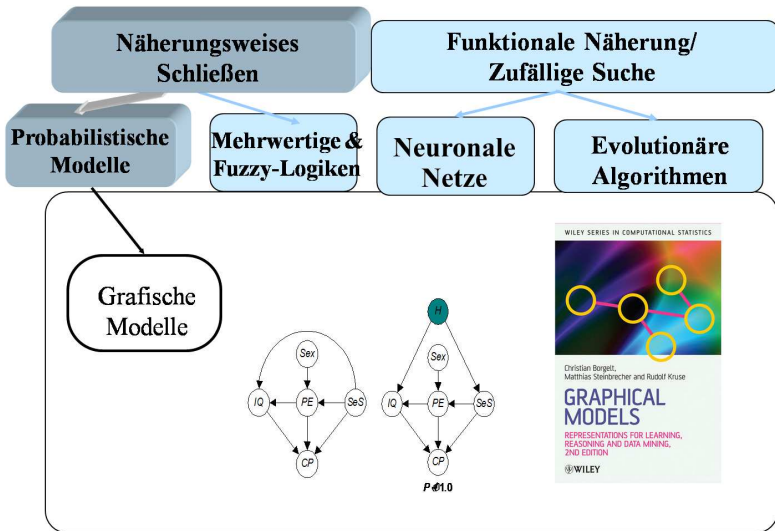 Näherungsweises
Schließen
Funktionale Näherung/
Zufällige Suche
Probabilistische
Modelle
Mehrwertige &
Fuzzy-Logiken
Neuronale
Netze
Evolutionäre
Algorithmen
Grafische
Modelle
Sex
IQ
PE
SeS
CP
H
Sex
IQ
PE
SeS
CP
WILEY SERIES IN COMPUTATIONAL STATISTICS
Christian Borgelt,
Matthias Steinbrecher and Rudolf Kruse
GRAPHICAL
MODELS
REPRESENTATIONS FOR LEARNING,
REASONING AND DATA MINING,
2ND EDITION
WILEY